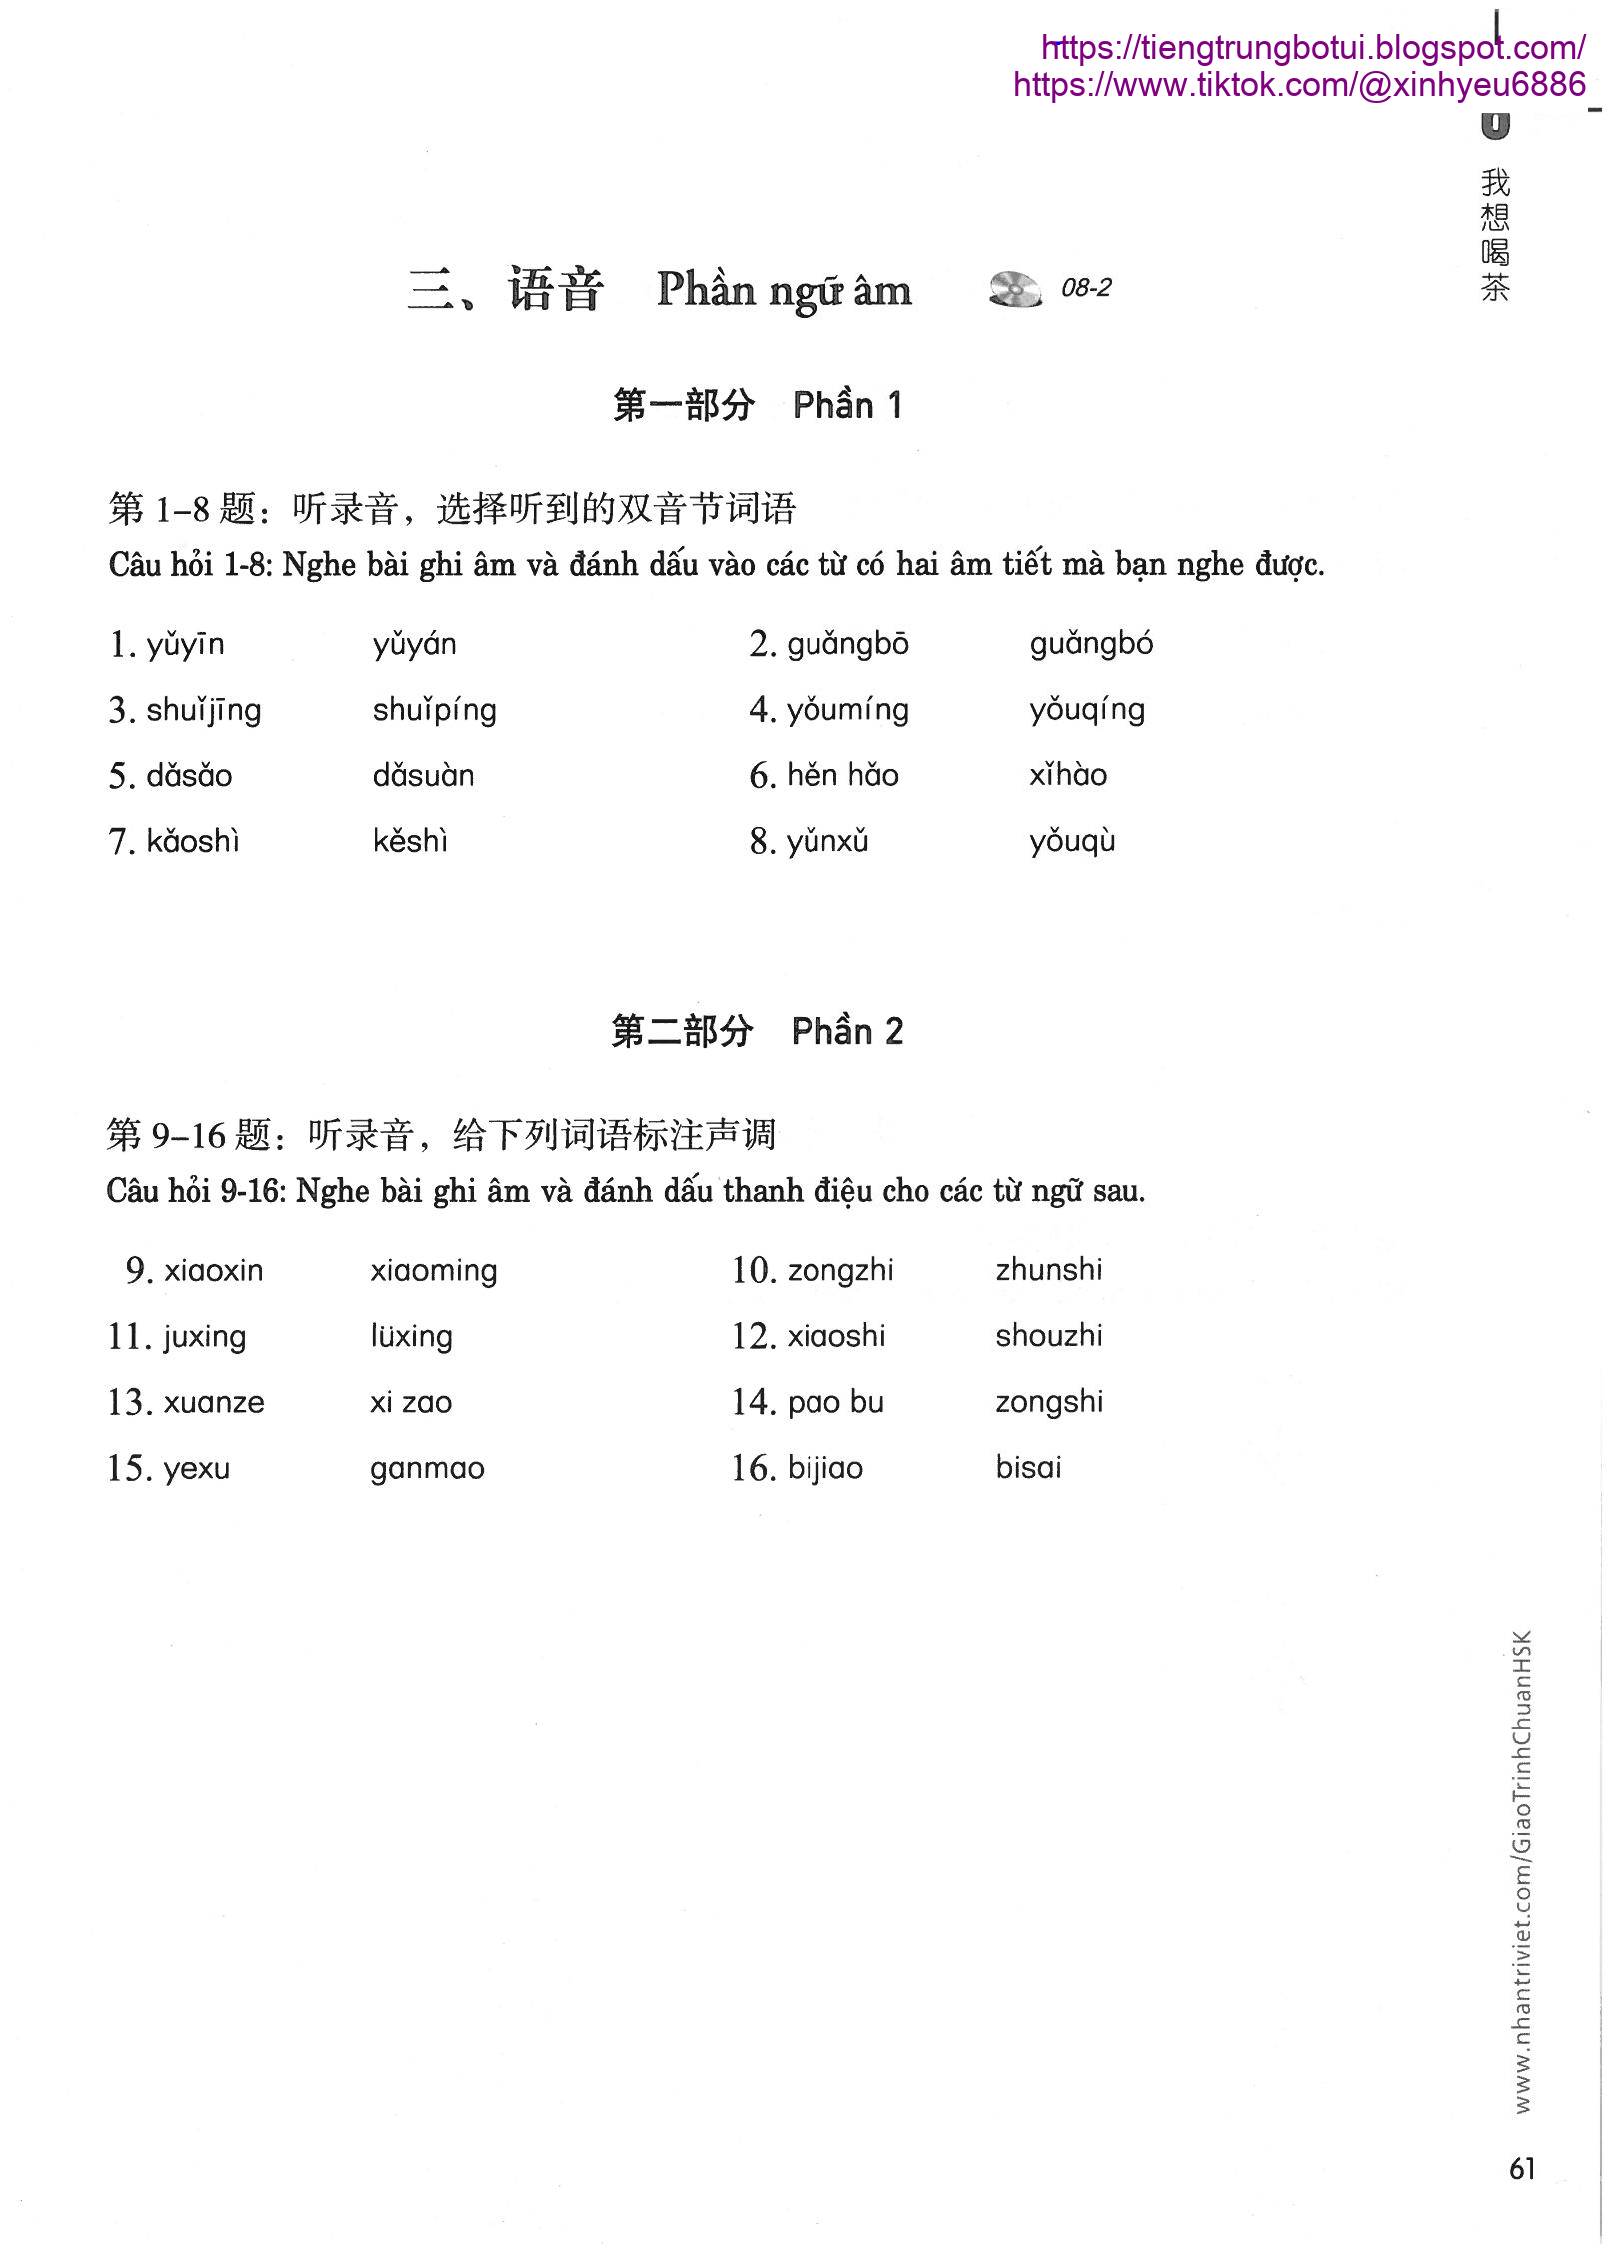 https://tiengtrungbotui.blogspot.com/
https://www.tiktok.com/@xinhyeu6886
我想喝茶
三、语音 Phần ngữ âm 08-2
第一部分 Phần 1
第 1–8 题：听录音，选择听到的双音节词语
Câu hỏi 1-8: Nghe bài ghi âm và đánh dấu vào các từ có hai âm tiết mà bạn nghe được.
1. yǔyīn yǔyán 2. guǎngbō guǎngbó
3. shuǐjīng shuǐpíng 4. yǒumíng yǒuqíng
5. dǎsǎo dǎsuàn 6. hěn hǎo xǐhào
7. kǎoshì kěshì 8. yǔnxǔ yǒuqù
第二部分 Phần 2
第 9–16 题：听录音，给下列词语标注声调
Câu hỏi 9-16: Nghe bài ghi âm và đánh dấu thanh điệu cho các từ ngữ sau.
9. xiaoxin xiaoming 10. zongzhi zhunshi
11. juxing lüxing 12. xiaoshi shouzhi
13. xuanze xi zao 14. pao bu zongshi
15. yexu ganmao 16. bijiao bisai
www.nhantriviet.com/GiaoTrinhChuanHSK
61